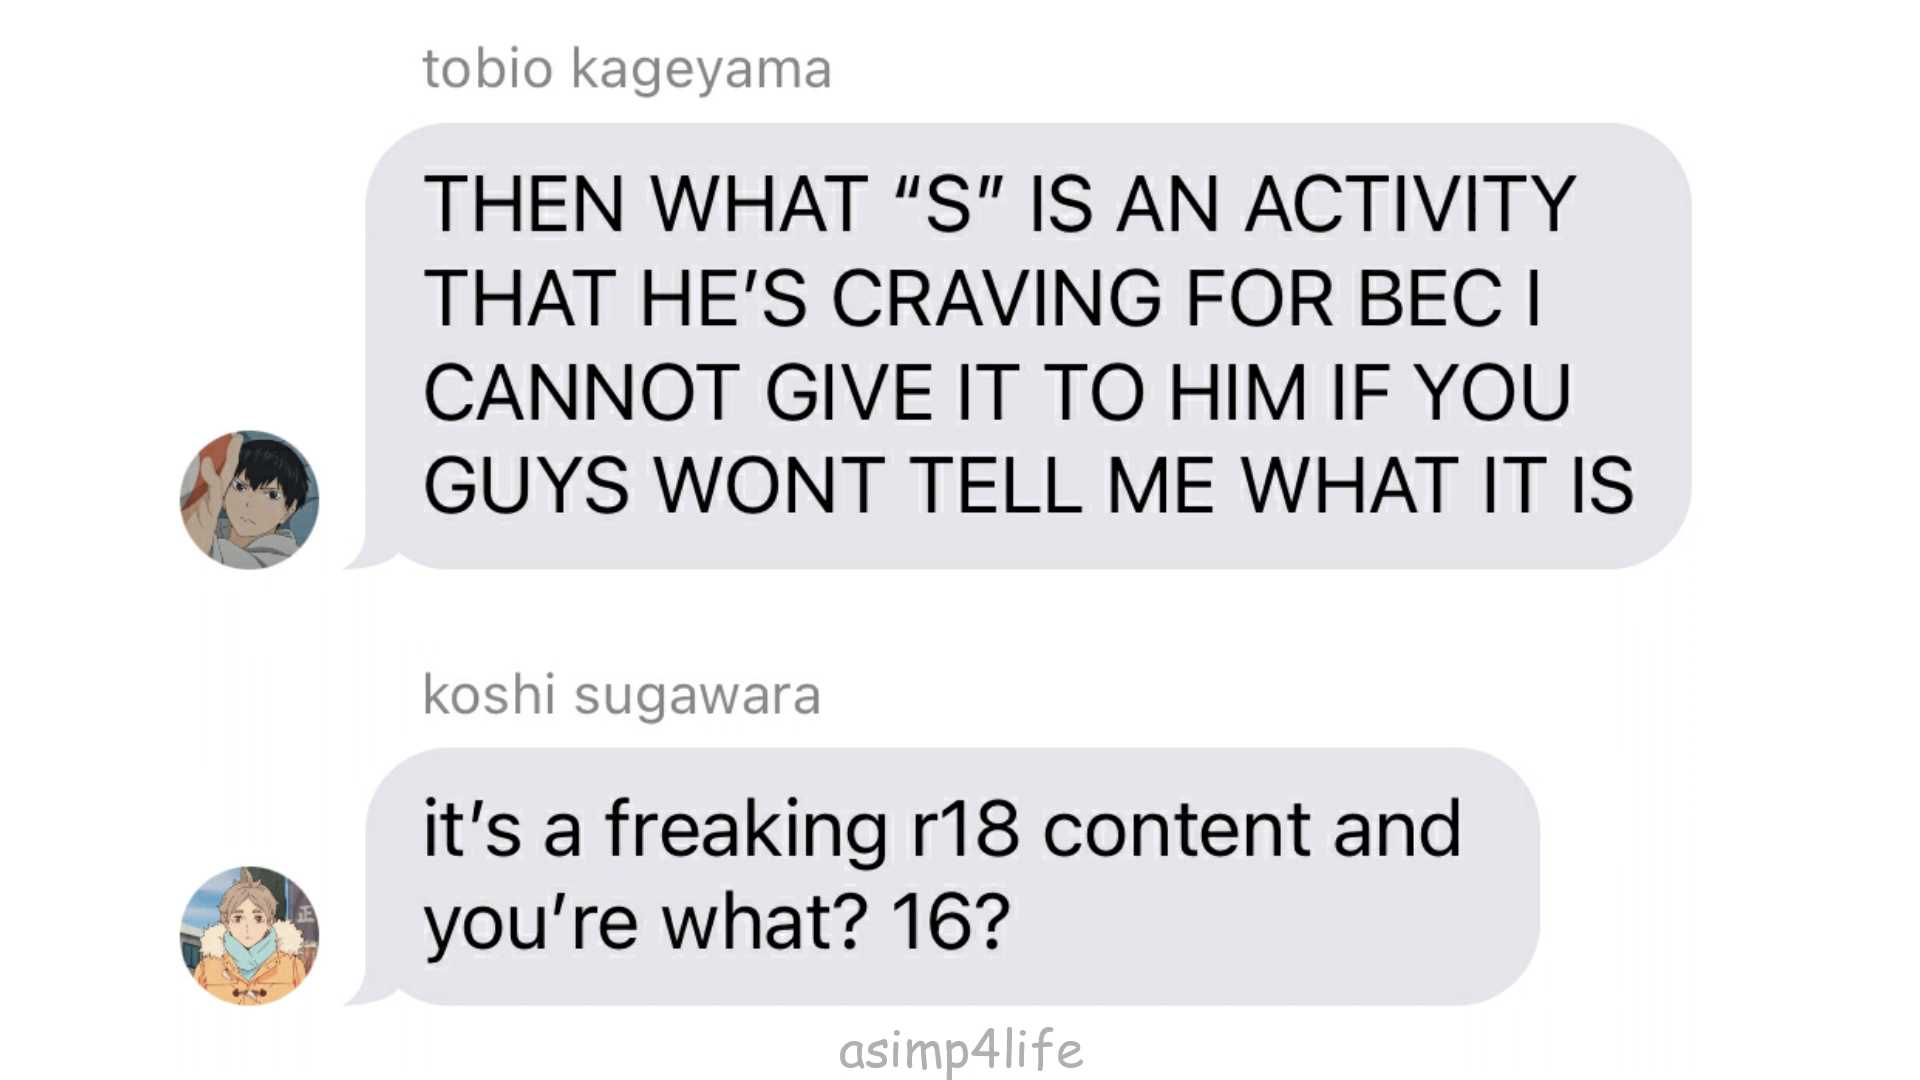 tobio kageyama
THEN WHAT “S” IS AN ACTIVITY
THAT HE’S CRAVING FOR BEC I
CANNOT GIVE IT TO HIM IF YOU
GUYS WONT TELL ME WHAT IT IS
koshi sugawara
it’s a freaking r18 content and
you’re what? 16?
正
asimp4life